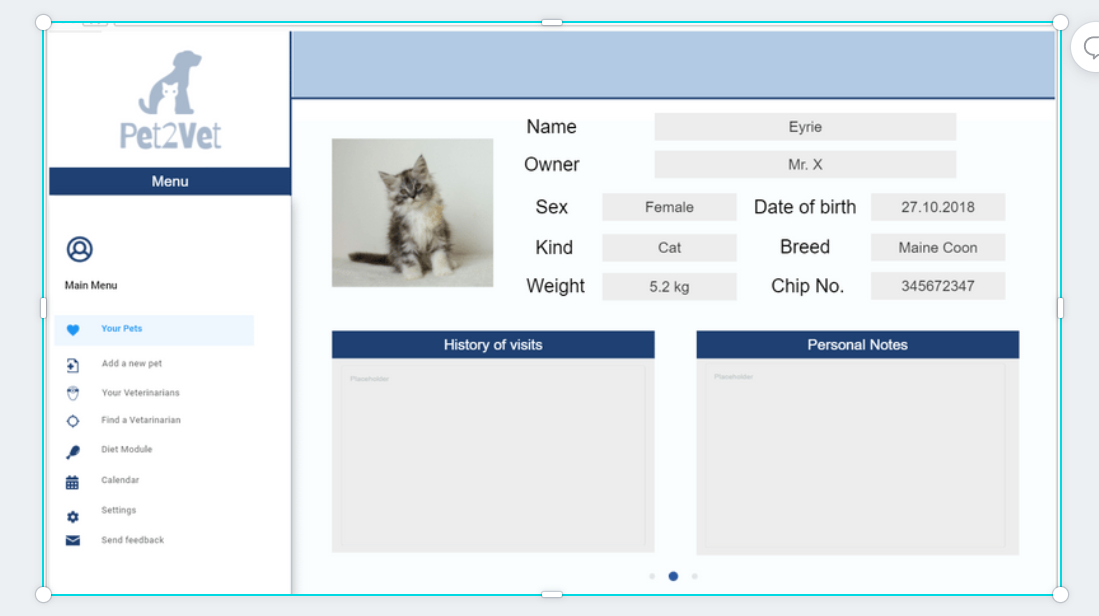 Pet2Vet
Menu
Main Menu
Your Pets
Add a new pet
Your Veterinarians
Find a Vetarinarian
Diet Module
Calendar
Settings
Send feedback
Name Eyrie
Owner Mr. X
Sex Female Date of birth 27.10.2018
Kind Cat Breed Maine Coon
Weight 5.2 kg Chip No. 345672347
History of visits Personal Notes
Placeholder Placeholder